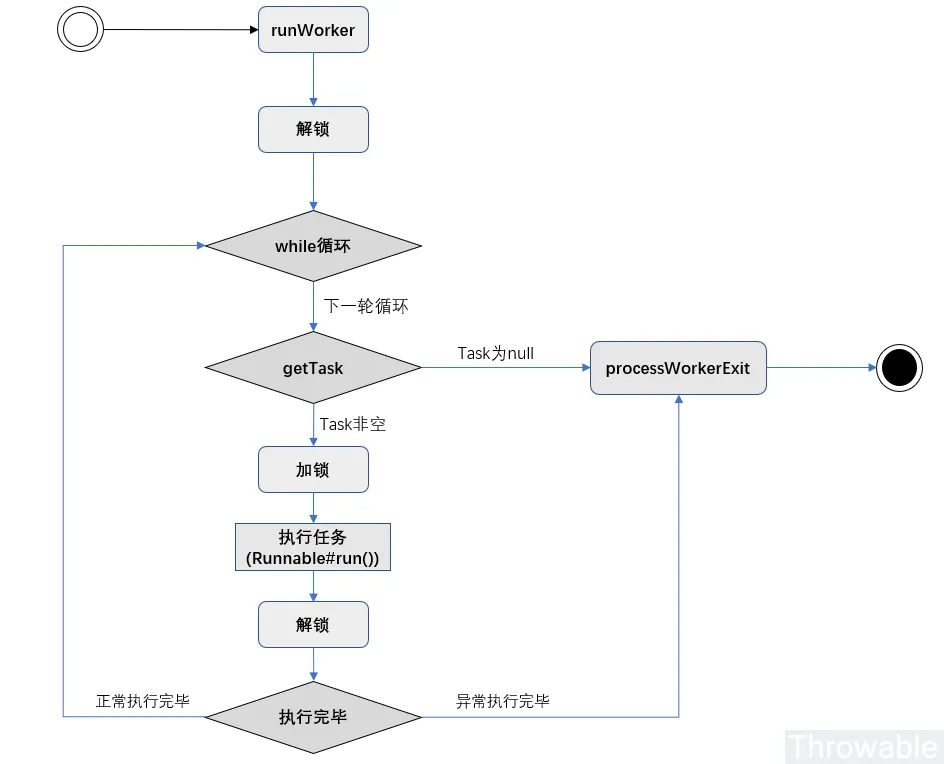 runWorker
解锁
while循环
下一轮循环
getTask
Task为null
processWorkerExit
Task非空
加锁
执行任务
(Runnable#run())
解锁
正常执行完毕
执行完毕
异常执行完毕
Throwable